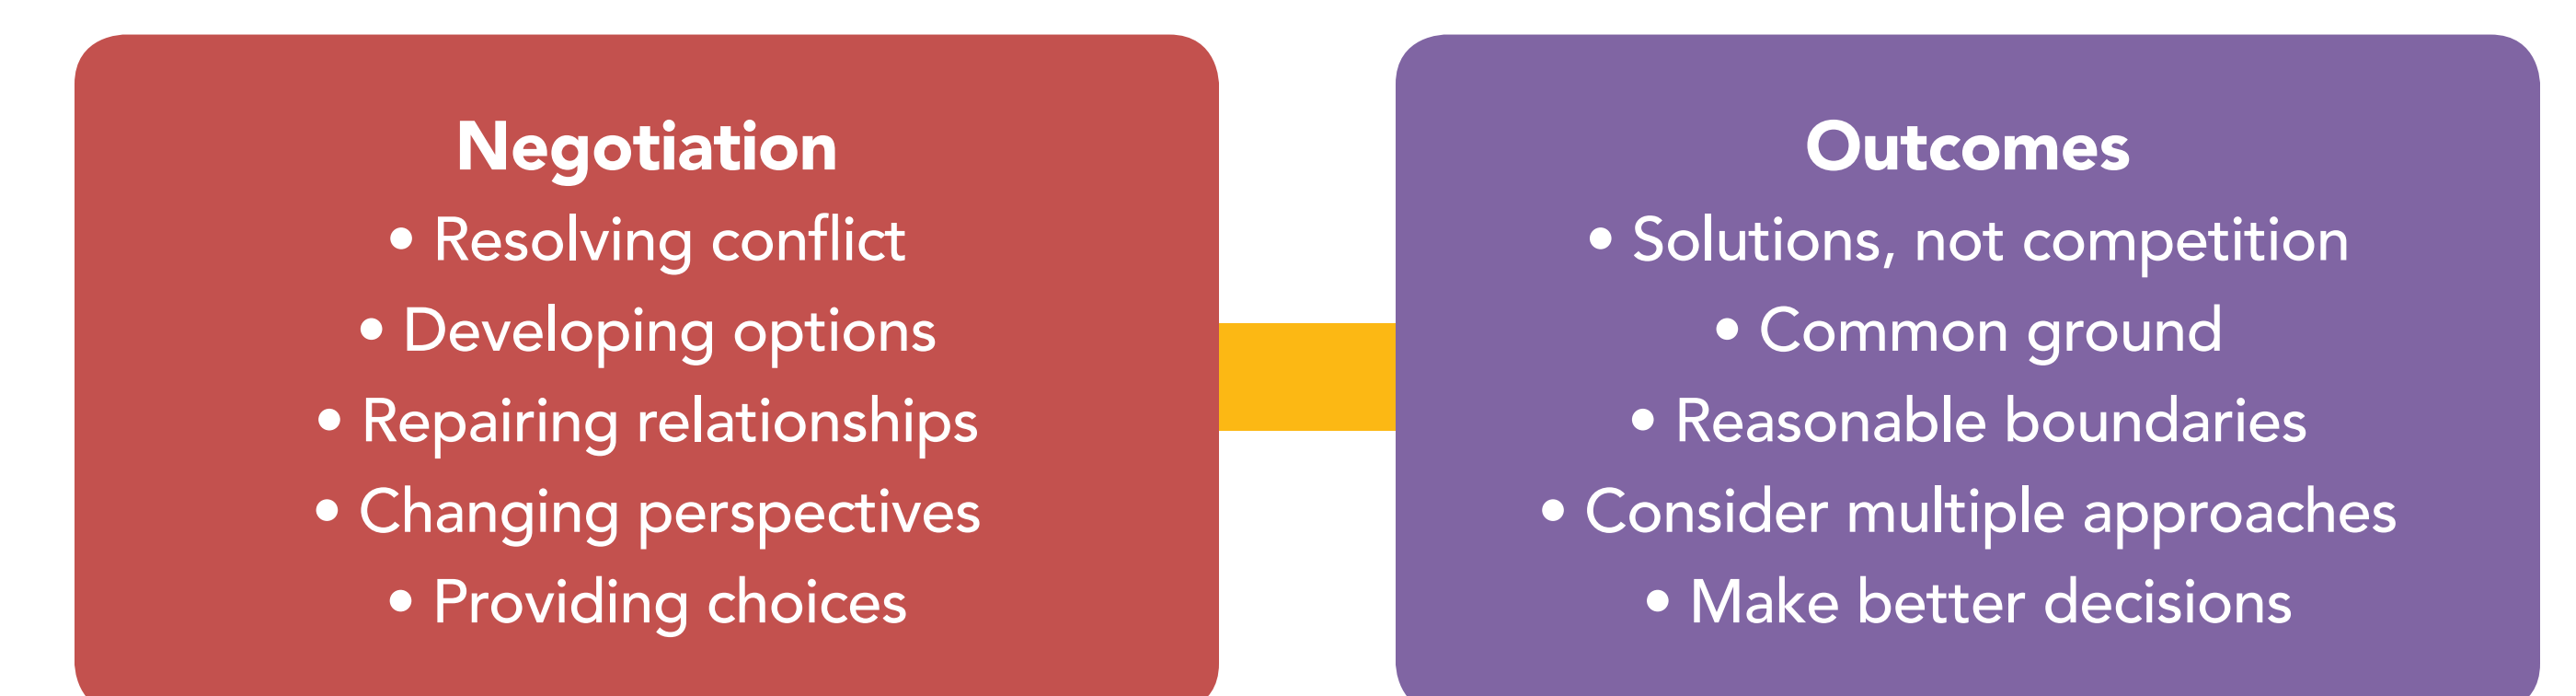 Negotiation
• Resolving conflict
• Developing options
• Repairing relationships
• Changing perspectives
• Providing choices
Outcomes
• Solutions, not competition
• Common ground
• Reasonable boundaries
• Consider multiple approaches
• Make better decisions